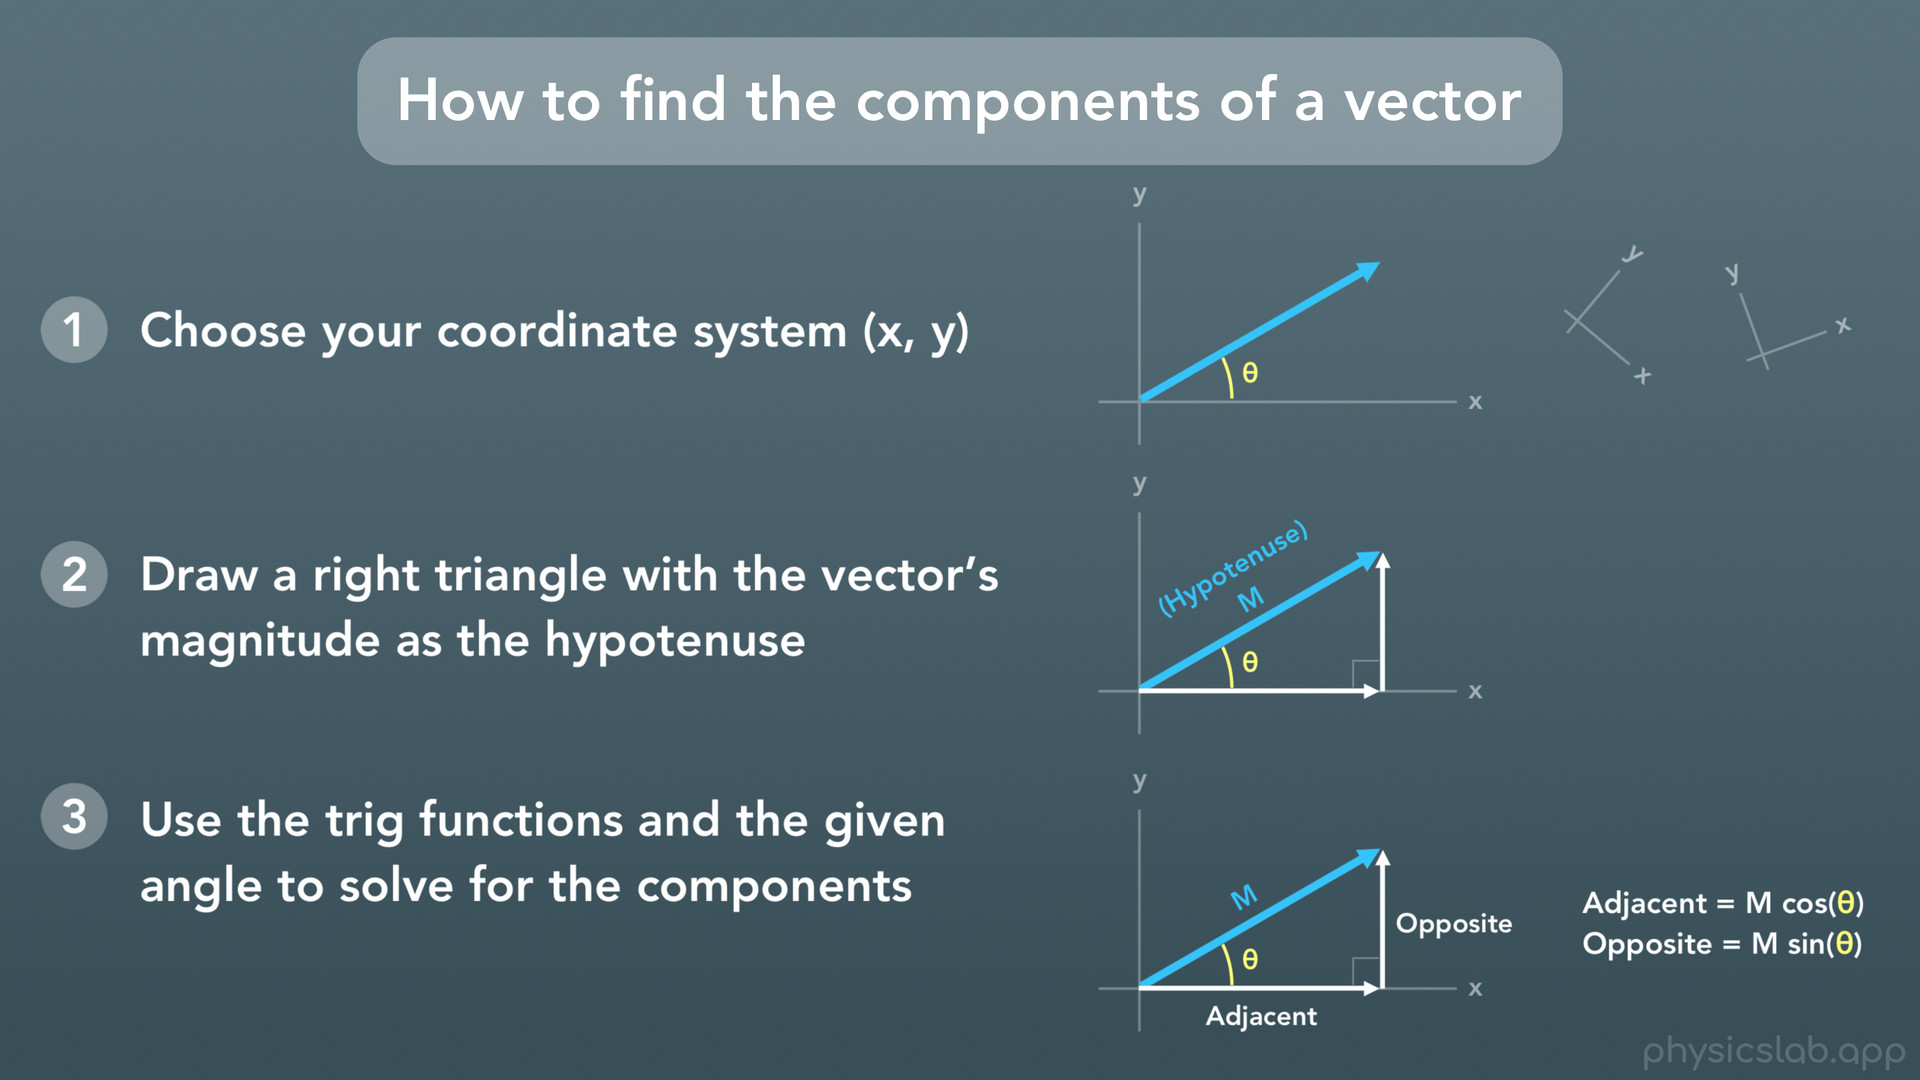 How to find the components of a vector
1
Choose your coordinate system (x, y)
y
θ
x
y
x
y
x
2
Draw a right triangle with the vector’s
magnitude as the hypotenuse
y
(Hypotenuse)
M
θ
x
3
Use the trig functions and the given
angle to solve for the components
y
M
θ
Opposite
x
Adjacent
Adjacent = M cos(θ)
Opposite = M sin(θ)
physicslab.app